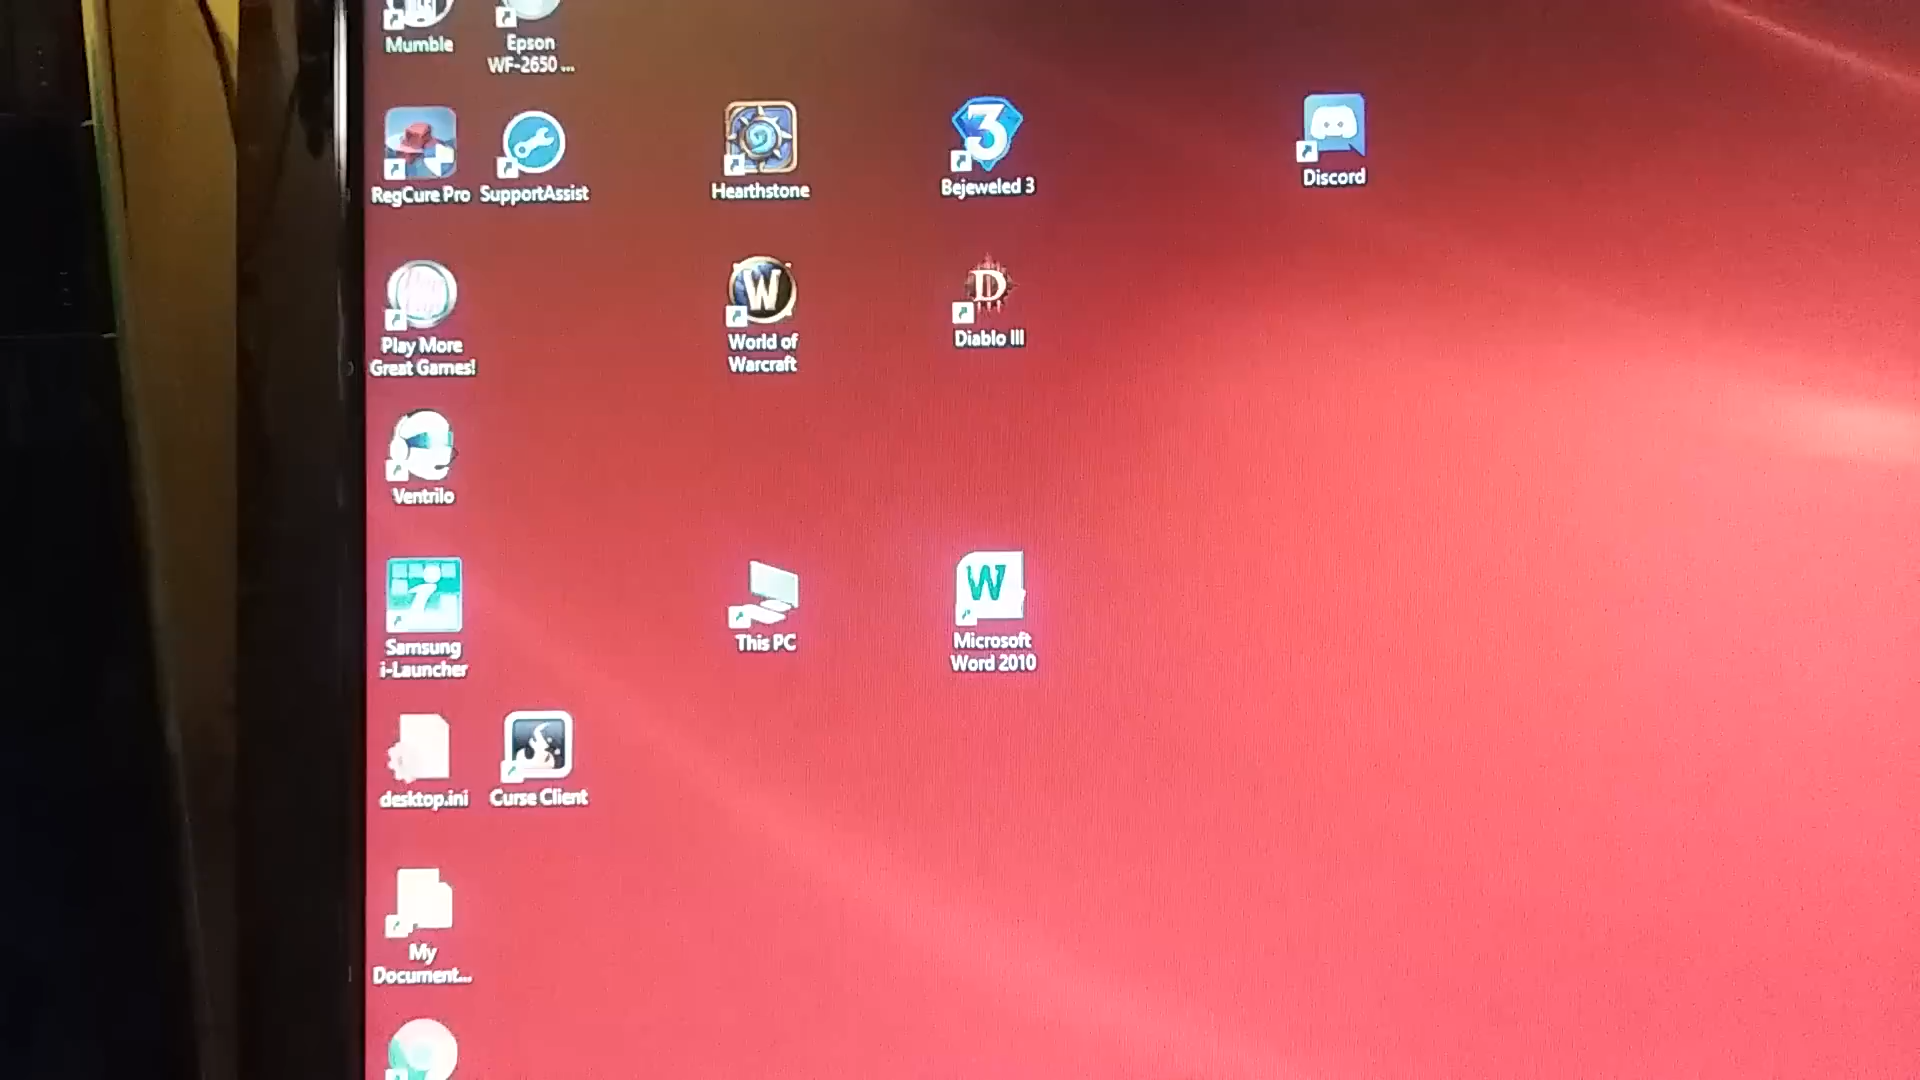 Mumble
Epson
WF-2650 ...
RegCure Pro
SupportAssist
Hearthstone
3
Bejeweled 3
Discord
Play More
Great Games!
W
World of
Warcraft
D
Diablo III
Ventrilo
i
Samsung
i-Launcher
This PC
W
Microsoft
Word 2010
desktop.ini
Curse Client
My
Document...